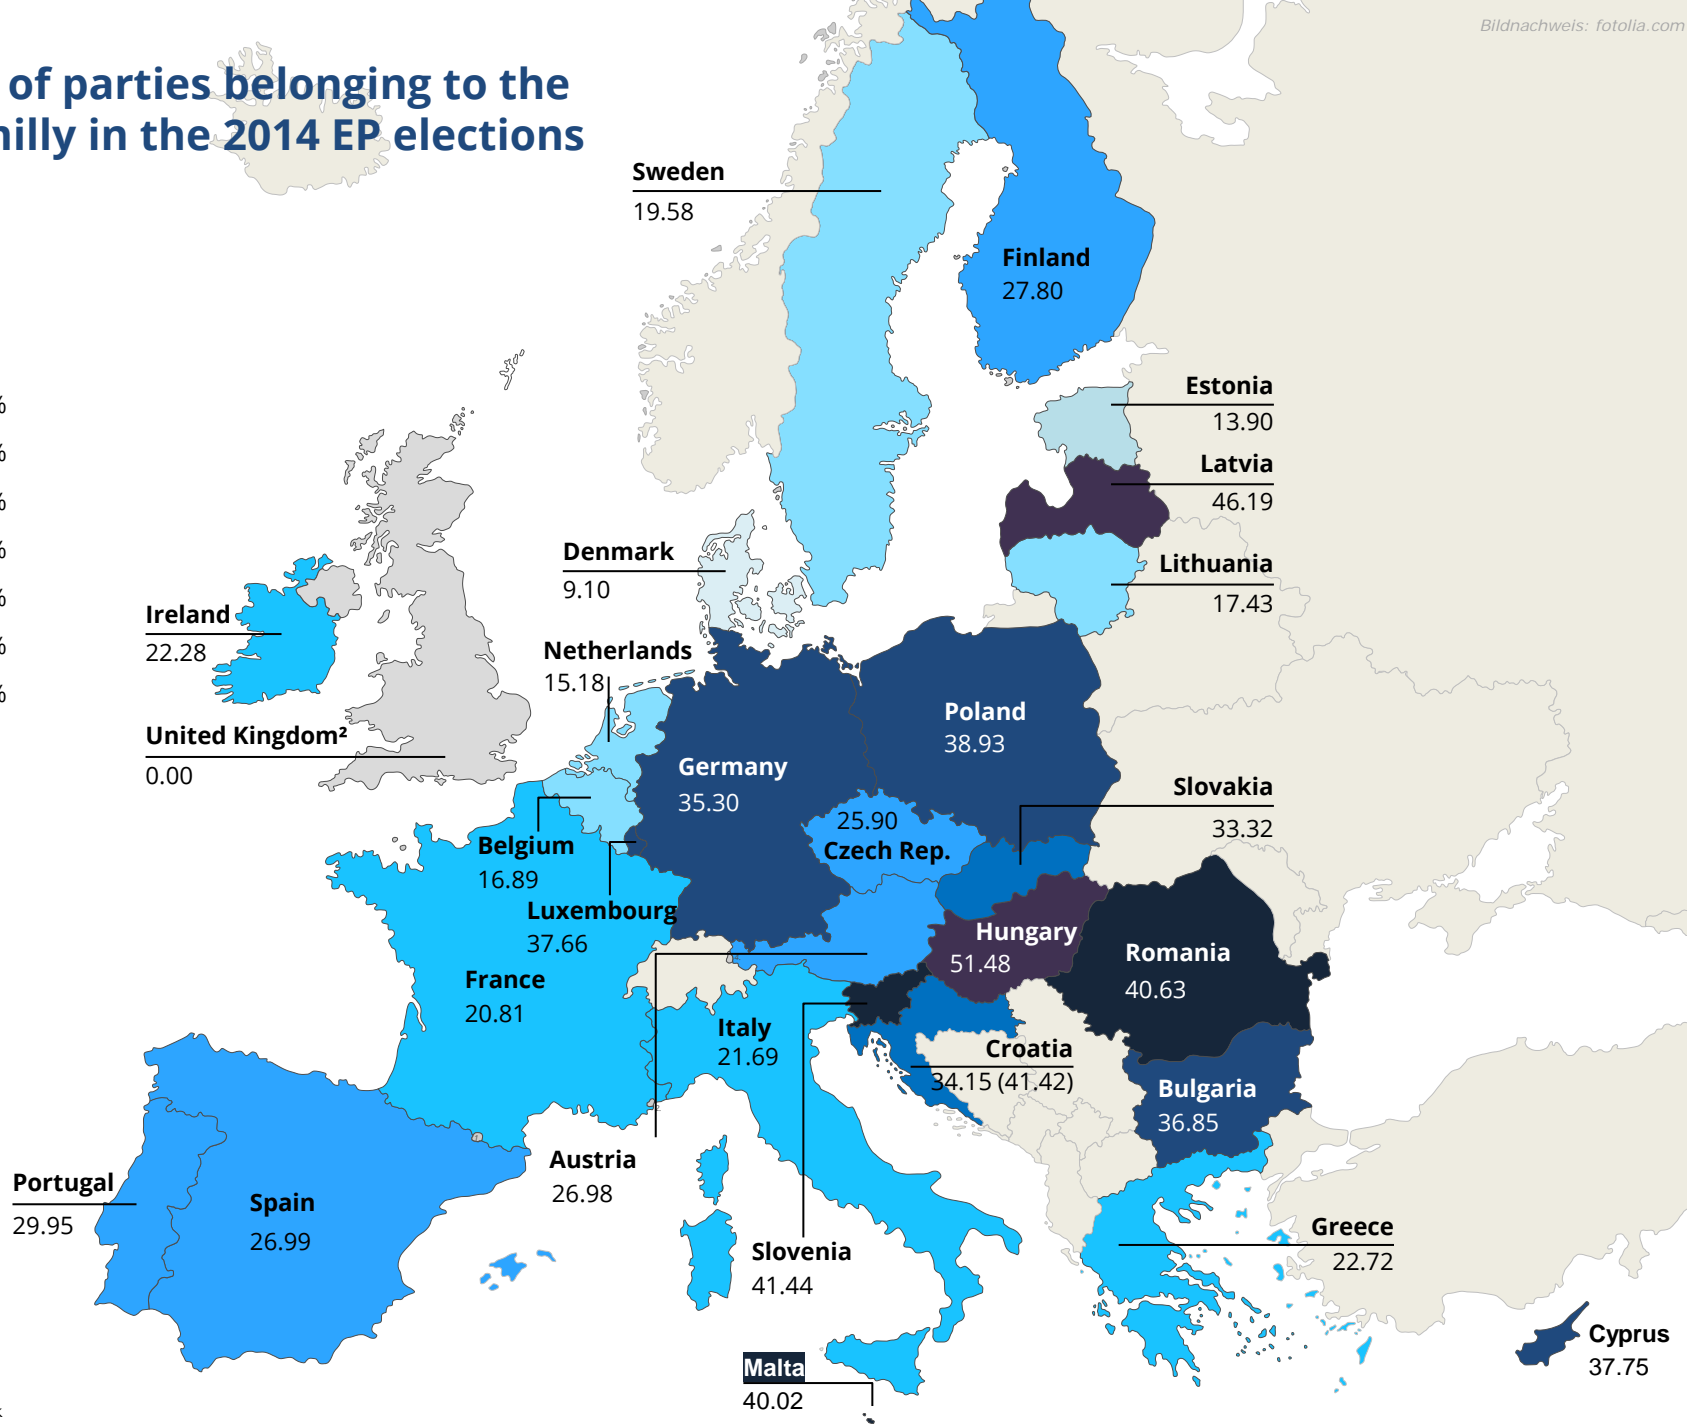 Bildnachweis: fotolia.com
of parties belonging to the
in the 2014 EP elections
Sweden
19.58
Finland
27.80
%
%
%
%
%
%
%
Estonia
13.90
Latvia
46.19
Lithuania
17.43
Denmark
9.10
Ireland
22.28
Netherlands
15.18
United Kingdom²
0.00
Germany
35.30
Poland
38.93
Slovakia
33.32
25.90
Czech Rep.
Belgium
16.89
Luxembourg
37.66
France
20.81
Hungary
51.48
Romania
40.63
Italy
21.69
Croatia
34.15 (41.42)
Bulgaria
36.85
Portugal
29.95
Spain
26.99
Austria
26.98
Slovenia
41.44
Greece
22.72
Malta
40.02
Cyprus
37.75